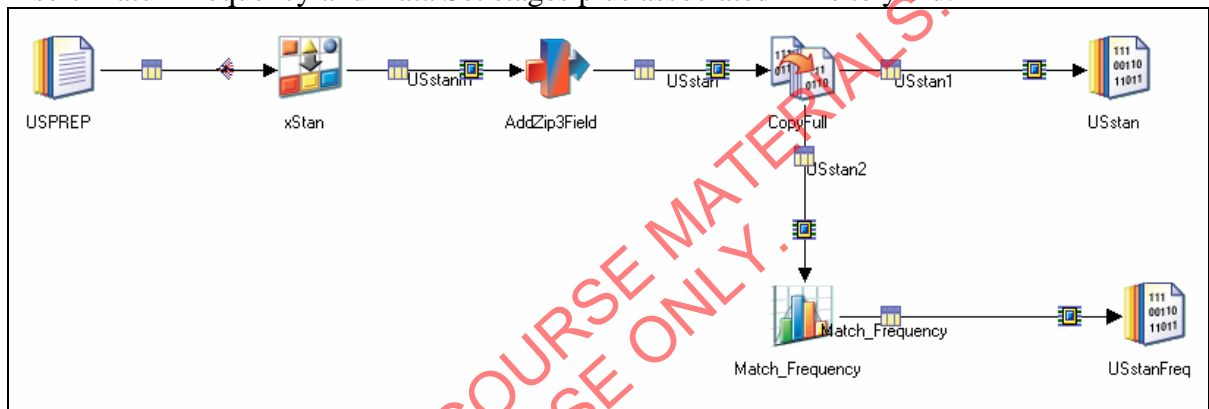 USstanIn
USstan
USstan1
USPREP
xStan
AddZip3Field
CopyFull
USstan
USstan2
Match_Frequency
Match_Frequency
USstanFreq
COURSE MATERIALS.
USE ONLY.